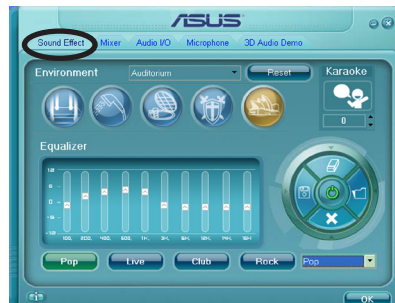 ASUS
Sound Effect Mixer Audio I/O Microphone 3D Audio Demo
Environment Auditorium Reset Karaoke
0
Equalizer
Pop Live Club Rock Pop
OK